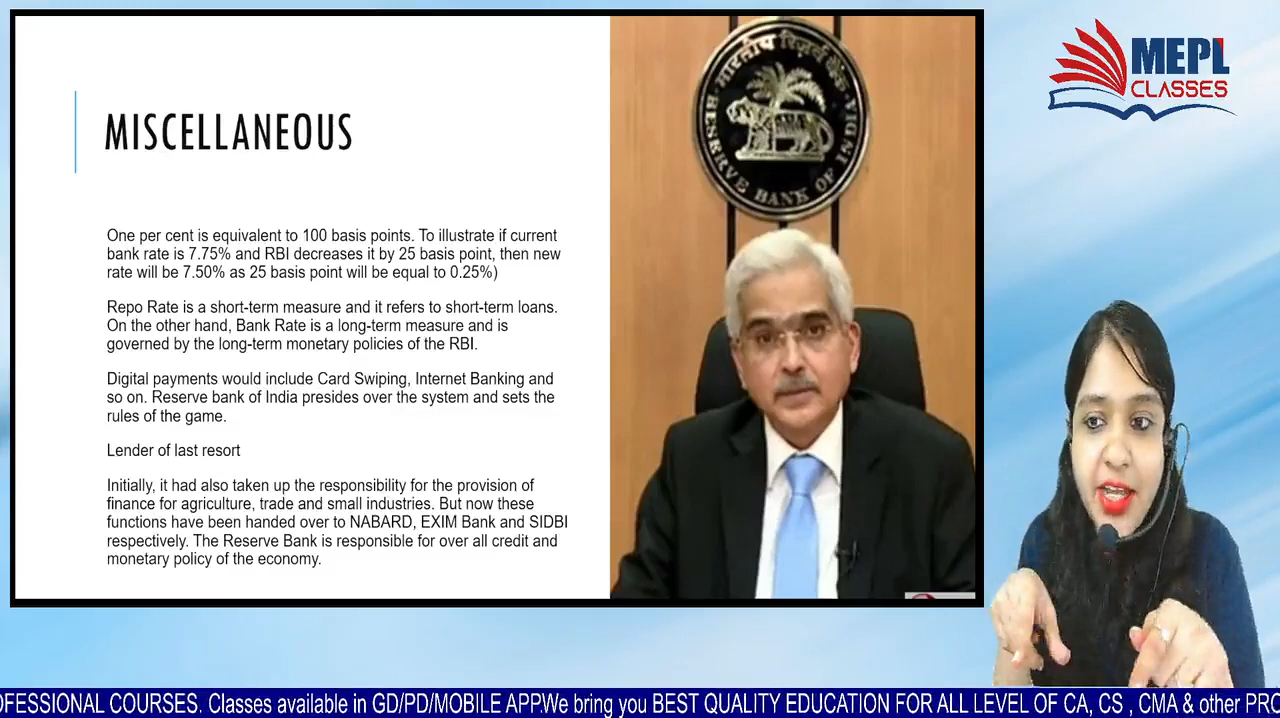 MISCELLANEOUS
One per cent is equivalent to 100 basis points. To illustrate if current
bank rate is 7.75% and RBI decreases it by 25 basis point, then new
rate will be 7.50% as 25 basis point will be equal to 0.25%)
Repo Rate is a short-term measure and it refers to short-term loans.
On the other hand, Bank Rate is a long-term measure and is
governed by the long-term monetary policies of the RBI.
Digital payments would include Card Swiping, Internet Banking and
so on. Reserve bank of India presides over the system and sets the
rules of the game.
Lender of last resort
Initially, it had also taken up the responsibility for the provision of
finance for agriculture, trade and small industries. But now these
functions have been handed over to NABARD, EXIM Bank and SIDBI
respectively. The Reserve Bank is responsible for over all credit and
monetary policy of the economy.
भारतीय रिज़र्व बैंक
RESERVE BANK OF INDIA
MEPL
CLASSES
OFESSIONAL COURSES. Classes available in GD/PD/MOBILE APP.We bring you BEST QUALITY EDUCATION FOR ALL LEVEL OF CA, CS , CMA & other PRO